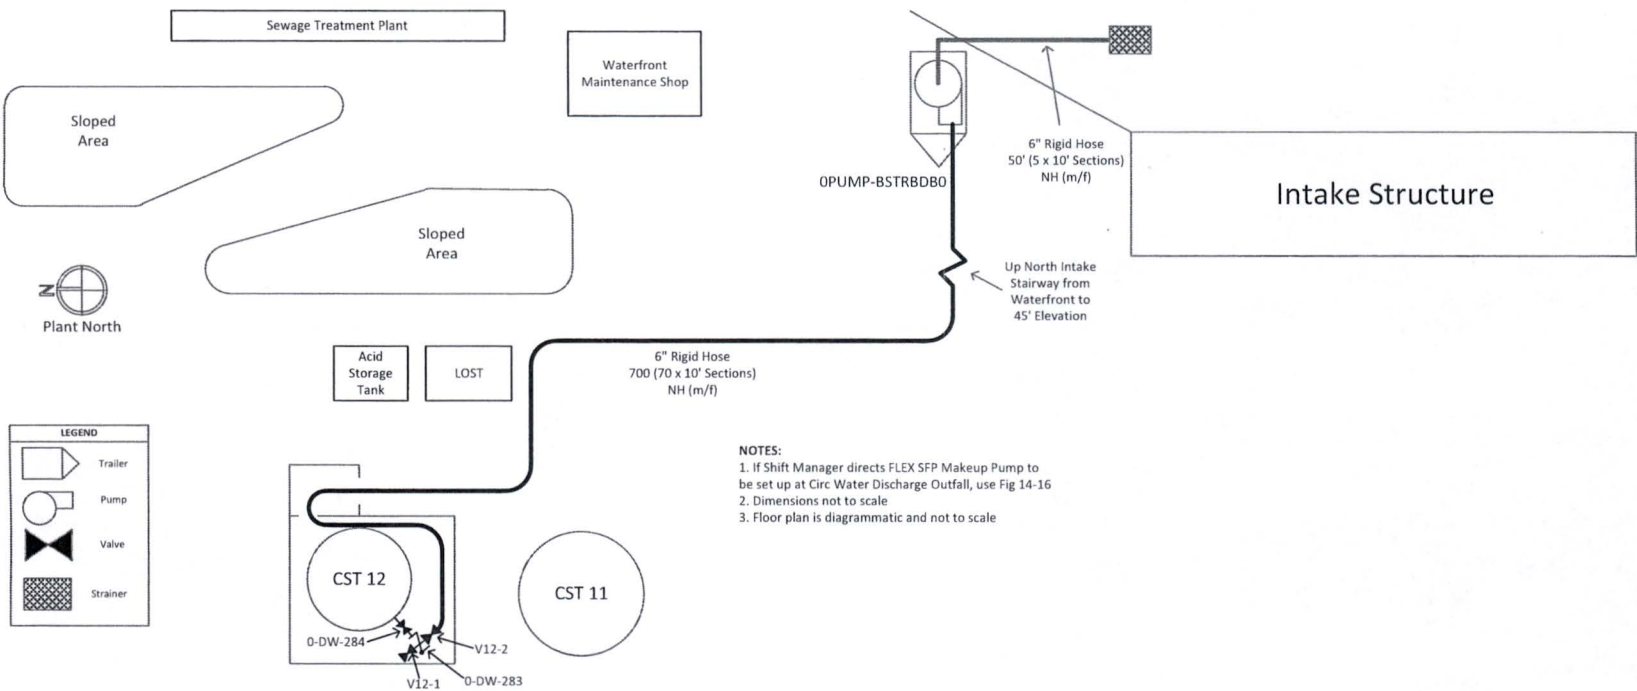 Sewage Treatment Plant
Waterfront
Maintenance Shop
Sloped
Area
6" Rigid Hose
50' (5 x 10' Sections)
NH (m/f)
0PUMP-BSTRBDB0
Intake Structure
Sloped
Area
Up North Intake
Stairway from
Waterfront to
45' Elevation
N
Plant North
Acid
Storage
Tank
LOST
6" Rigid Hose
700 (70 x 10' Sections)
NH (m/f)
LEGEND
Trailer
Pump
Valve
Strainer
NOTES:
1. If Shift Manager directs FLEX SFP Makeup Pump to
be set up at Circ Water Discharge Outfall, use Fig 14-16
2. Dimensions not to scale
3. Floor plan is diagrammatic and not to scale
CST 12
CST 11
0-DW-284
V12-2
V12-1
0-DW-283